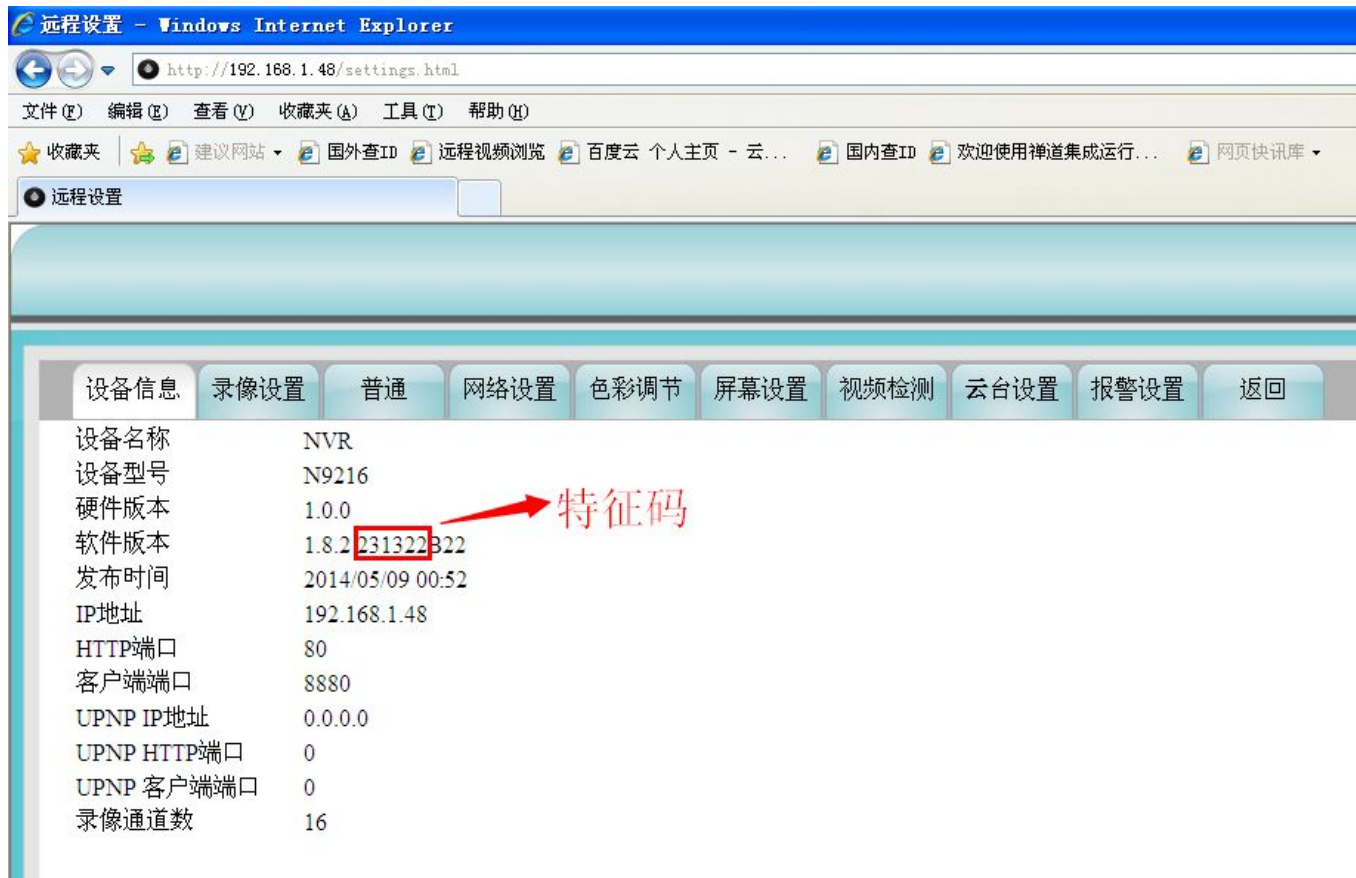 远程设置 - Windows Internet Explorer
http://192.168.1.48/settings.html
文件(F) 编辑(E) 查看(V) 收藏夹(A) 工具(T) 帮助(H)
收藏夹 建议网站 国外查ID 远程视频浏览 百度云 个人主页 - 云... 国内查ID 欢迎使用禅道集成运行... 网页快讯库
远程设置
设备信息 录像设置 普通 网络设置 色彩调节 屏幕设置 视频检测 云台设置 报警设置 返回
设备名称 NVR
设备型号 N9216
硬件版本 1.0.0
特征码
软件版本 1.8.2.231322B22
发布时间 2014/05/09 00:52
IP地址 192.168.1.48
HTTP端口 80
客户端端口 8880
UPNP IP地址 0.0.0.0
UPNP HTTP端口 0
UPNP 客户端端口 0
录像通道数 16